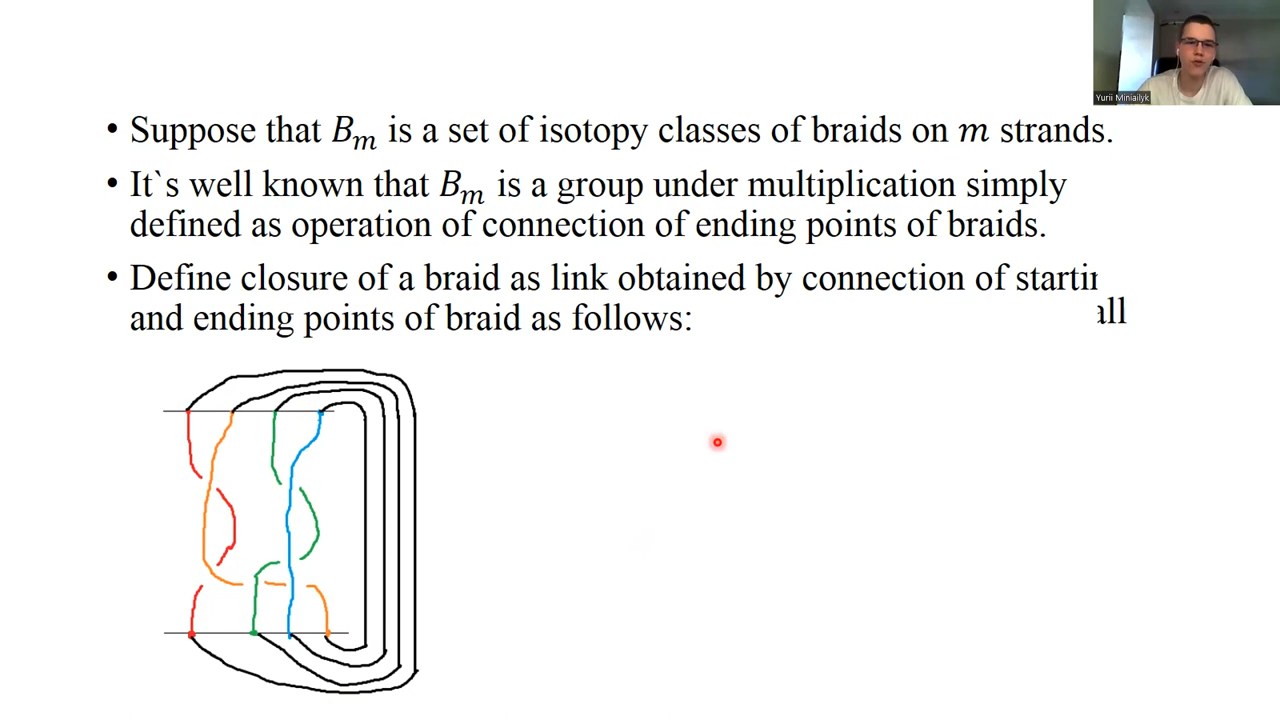 Yurii Miniailyk
• Suppose that 𝐵𝑚 is a set of isotopy classes of braids on 𝑚 strands.
• It`s well known that 𝐵𝑚 is a group under multiplication simply
defined as operation of connection of ending points of braids.
• Define closure of a braid as link obtained by connection of
and ending points of braid as follows: